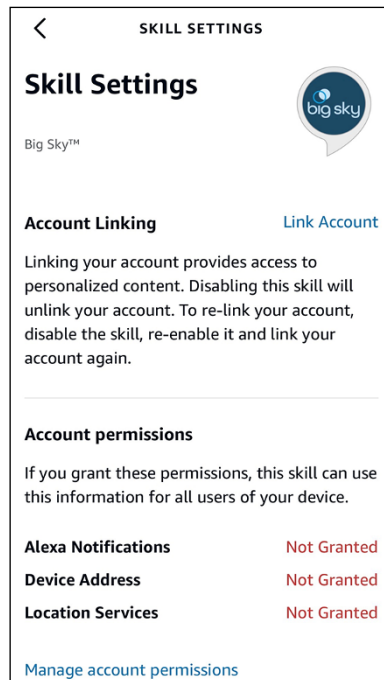 SKILL SETTINGS
Skill Settings
big sky
Big Sky™
Account Linking Link Account
Linking your account provides access to
personalized content. Disabling this skill will
unlink your account. To re-link your account,
disable the skill, re-enable it and link your
account again.
Account permissions
If you grant these permissions, this skill can use
this information for all users of your device.
Alexa Notifications Not Granted
Device Address Not Granted
Location Services Not Granted
Manage account permissions